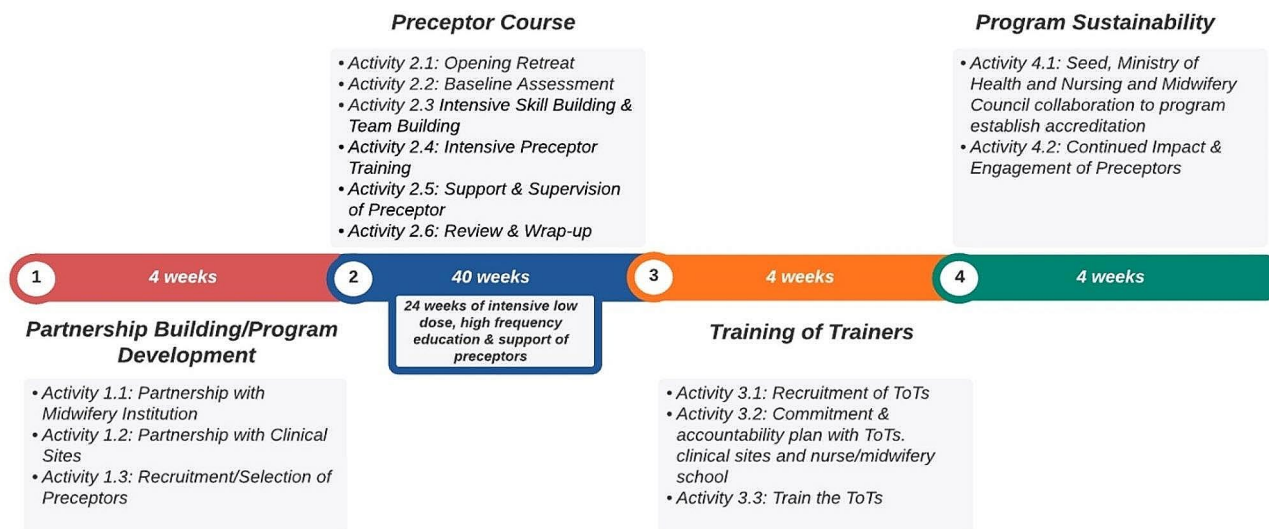 Preceptor Course
• Activity 2.1: Opening Retreat
• Activity 2.2: Baseline Assessment
• Activity 2.3 Intensive Skill Building &
Team Building
• Activity 2.4: Intensive Preceptor
Training
• Activity 2.5: Support & Supervision
of Preceptor
• Activity 2.6: Review & Wrap-up
Program Sustainability
• Activity 4.1: Seed, Ministry of
Health and Nursing and Midwifery
Council collaboration to program
establish accreditation
• Activity 4.2: Continued Impact &
Engagement of Preceptors
1
4 weeks
2
40 weeks
3
4 weeks
4
4 weeks
24 weeks of intensive low
dose, high frequency
education & support of
preceptors
Partnership Building/Program
Development
• Activity 1.1: Partnership with
Midwifery Institution
• Activity 1.2: Partnership with Clinical
Sites
• Activity 1.3: Recruitment/Selection of
Preceptors
Training of Trainers
• Activity 3.1: Recruitment of ToTs
• Activity 3.2: Commitment &
accountability plan with ToTs.
clinical sites and nurse/midwifery
school
• Activity 3.3: Train the ToTs